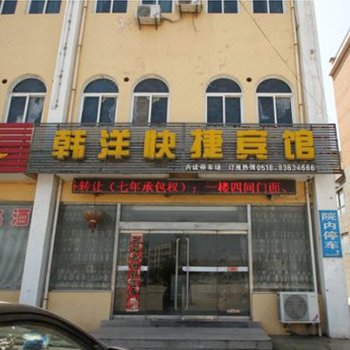 韩洋快捷宾馆
内设停车场 订房热线0518-83634666
转让（七年承包权）：一楼四间门面、
院内停车
酒